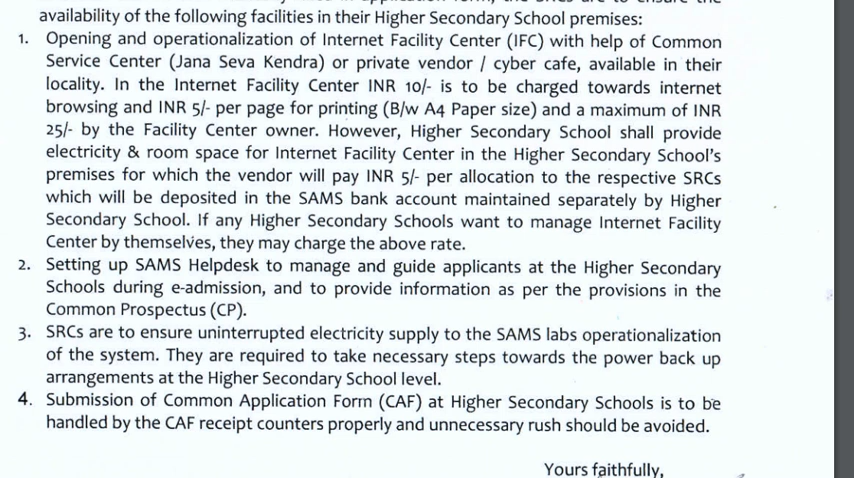 availability of the following facilities in their Higher Secondary School premises:
1. Opening and operationalization of Internet Facility Center (IFC) with help of Common
Service Center (Jana Seva Kendra) or private vendor / cyber cafe, available in their
locality. In the Internet Facility Center INR 10/- is to be charged towards internet
browsing and INR 5/- per page for printing (B/w A4 Paper size) and a maximum of INR
25/- by the Facility Center owner. However, Higher Secondary School shall provide
electricity & room space for Internet Facility Center in the Higher Secondary School's
premises for which the vendor will pay INR 5/- per allocation to the respective SRCs
which will be deposited in the SAMS bank account maintained separately by Higher
Secondary School. If any Higher Secondary Schools want to manage Internet Facility
Center by themselves, they may charge the above rate.
2. Setting up SAMS Helpdesk to manage and guide applicants at the Higher Secondary
Schools during e-admission, and to provide information as per the provisions in the
Common Prospectus (CP).
3. SRCs are to ensure uninterrupted electricity supply to the SAMS labs operationalization
of the system. They are required to take necessary steps towards the power back up
arrangements at the Higher Secondary School level.
4. Submission of Common Application Form (CAF) at Higher Secondary Schools is to be
handled by the CAF receipt counters properly and unnecessary rush should be avoided.
Yours faithfully,